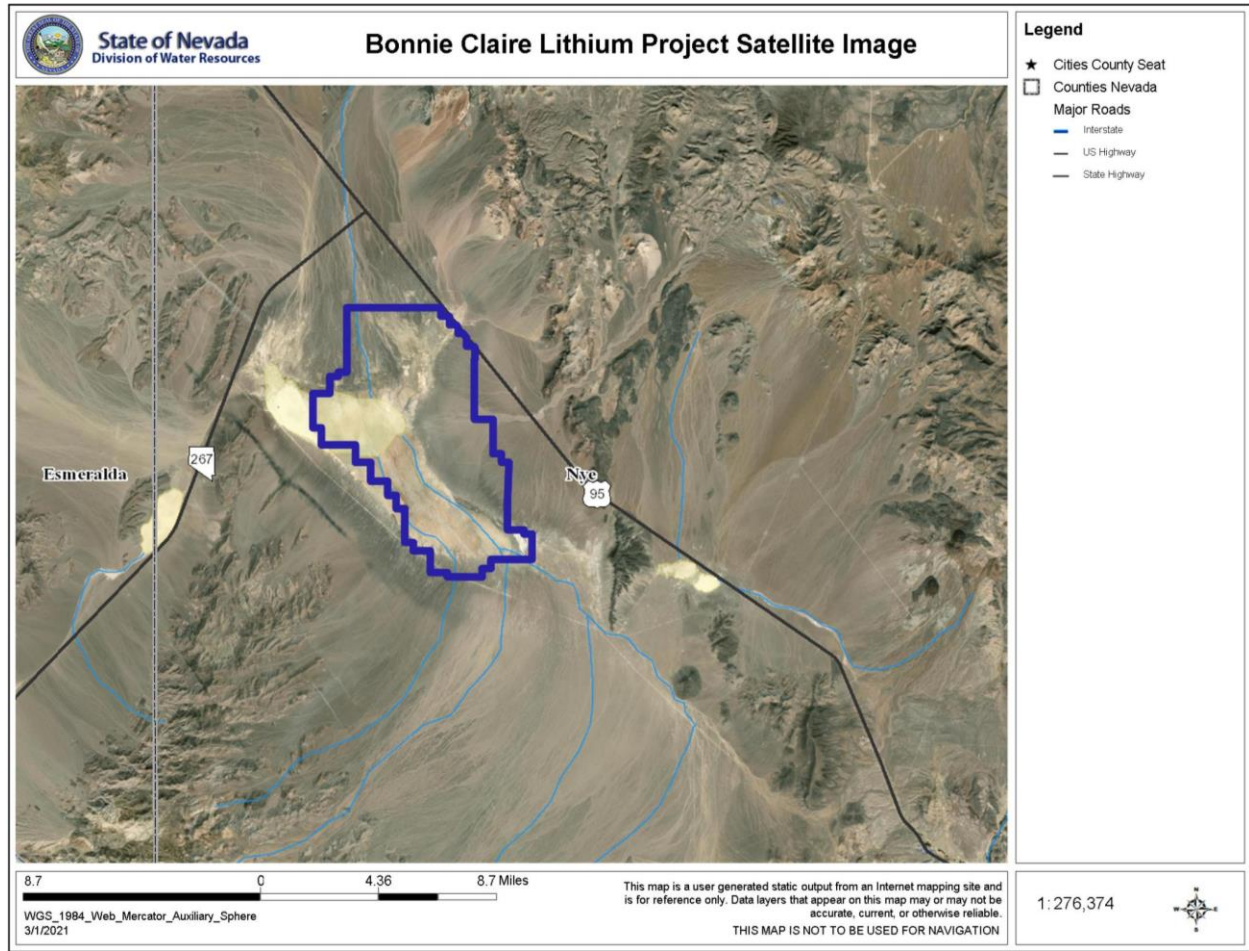 State of Nevada
Division of Water Resources
Bonnie Claire Lithium Project Satellite Image
Legend
Cities County Seat
Counties Nevada
Major Roads
Interstate
US Highway
State Highway
267
Esmeralda
Nye
95
8.7 0 4.36 8.7 Miles
WGS_1984_Web_Mercator_Auxiliary_Sphere
3/1/2021
This map is a user generated static output from an Internet mapping site and
is for reference only. Data layers that appear on this map may or may not be
accurate, current, or otherwise reliable.
THIS MAP IS NOT TO BE USED FOR NAVIGATION
1:276,374
N
W E
S